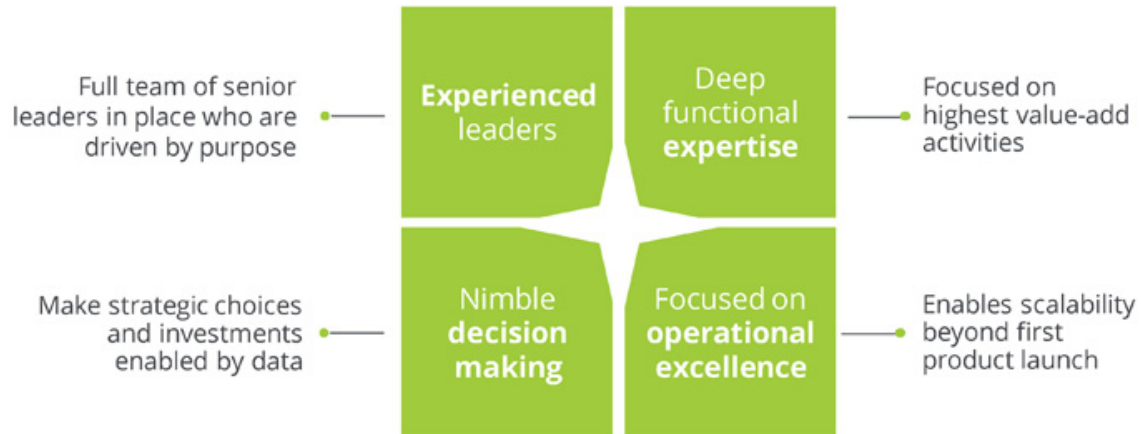 Full team of senior
leaders in place who are
driven by purpose
Experienced
leaders
Deep
functional
expertise
Focused on
highest value-add
activities
Make strategic choices
and investments
enabled by data
Nimble
decision
making
Focused on
operational
excellence
Enables scalability
beyond first
product launch